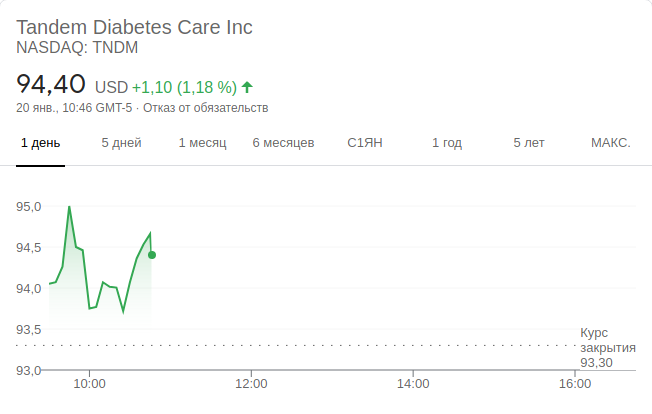 Tandem Diabetes Care Inc
NASDAQ: TNDM
94,40 USD +1,10 (1,18 %)
20 янв., 10:46 GMT-5 · Отказ от обязательств
1 день 5 дней 1 месяц 6 месяцев С1ЯН 1 год 5 лет МАКС.
95,0
94,5
94,0
93,5
Курс
закрытия
93,30
93,0
10:00 12:00 14:00 16:00